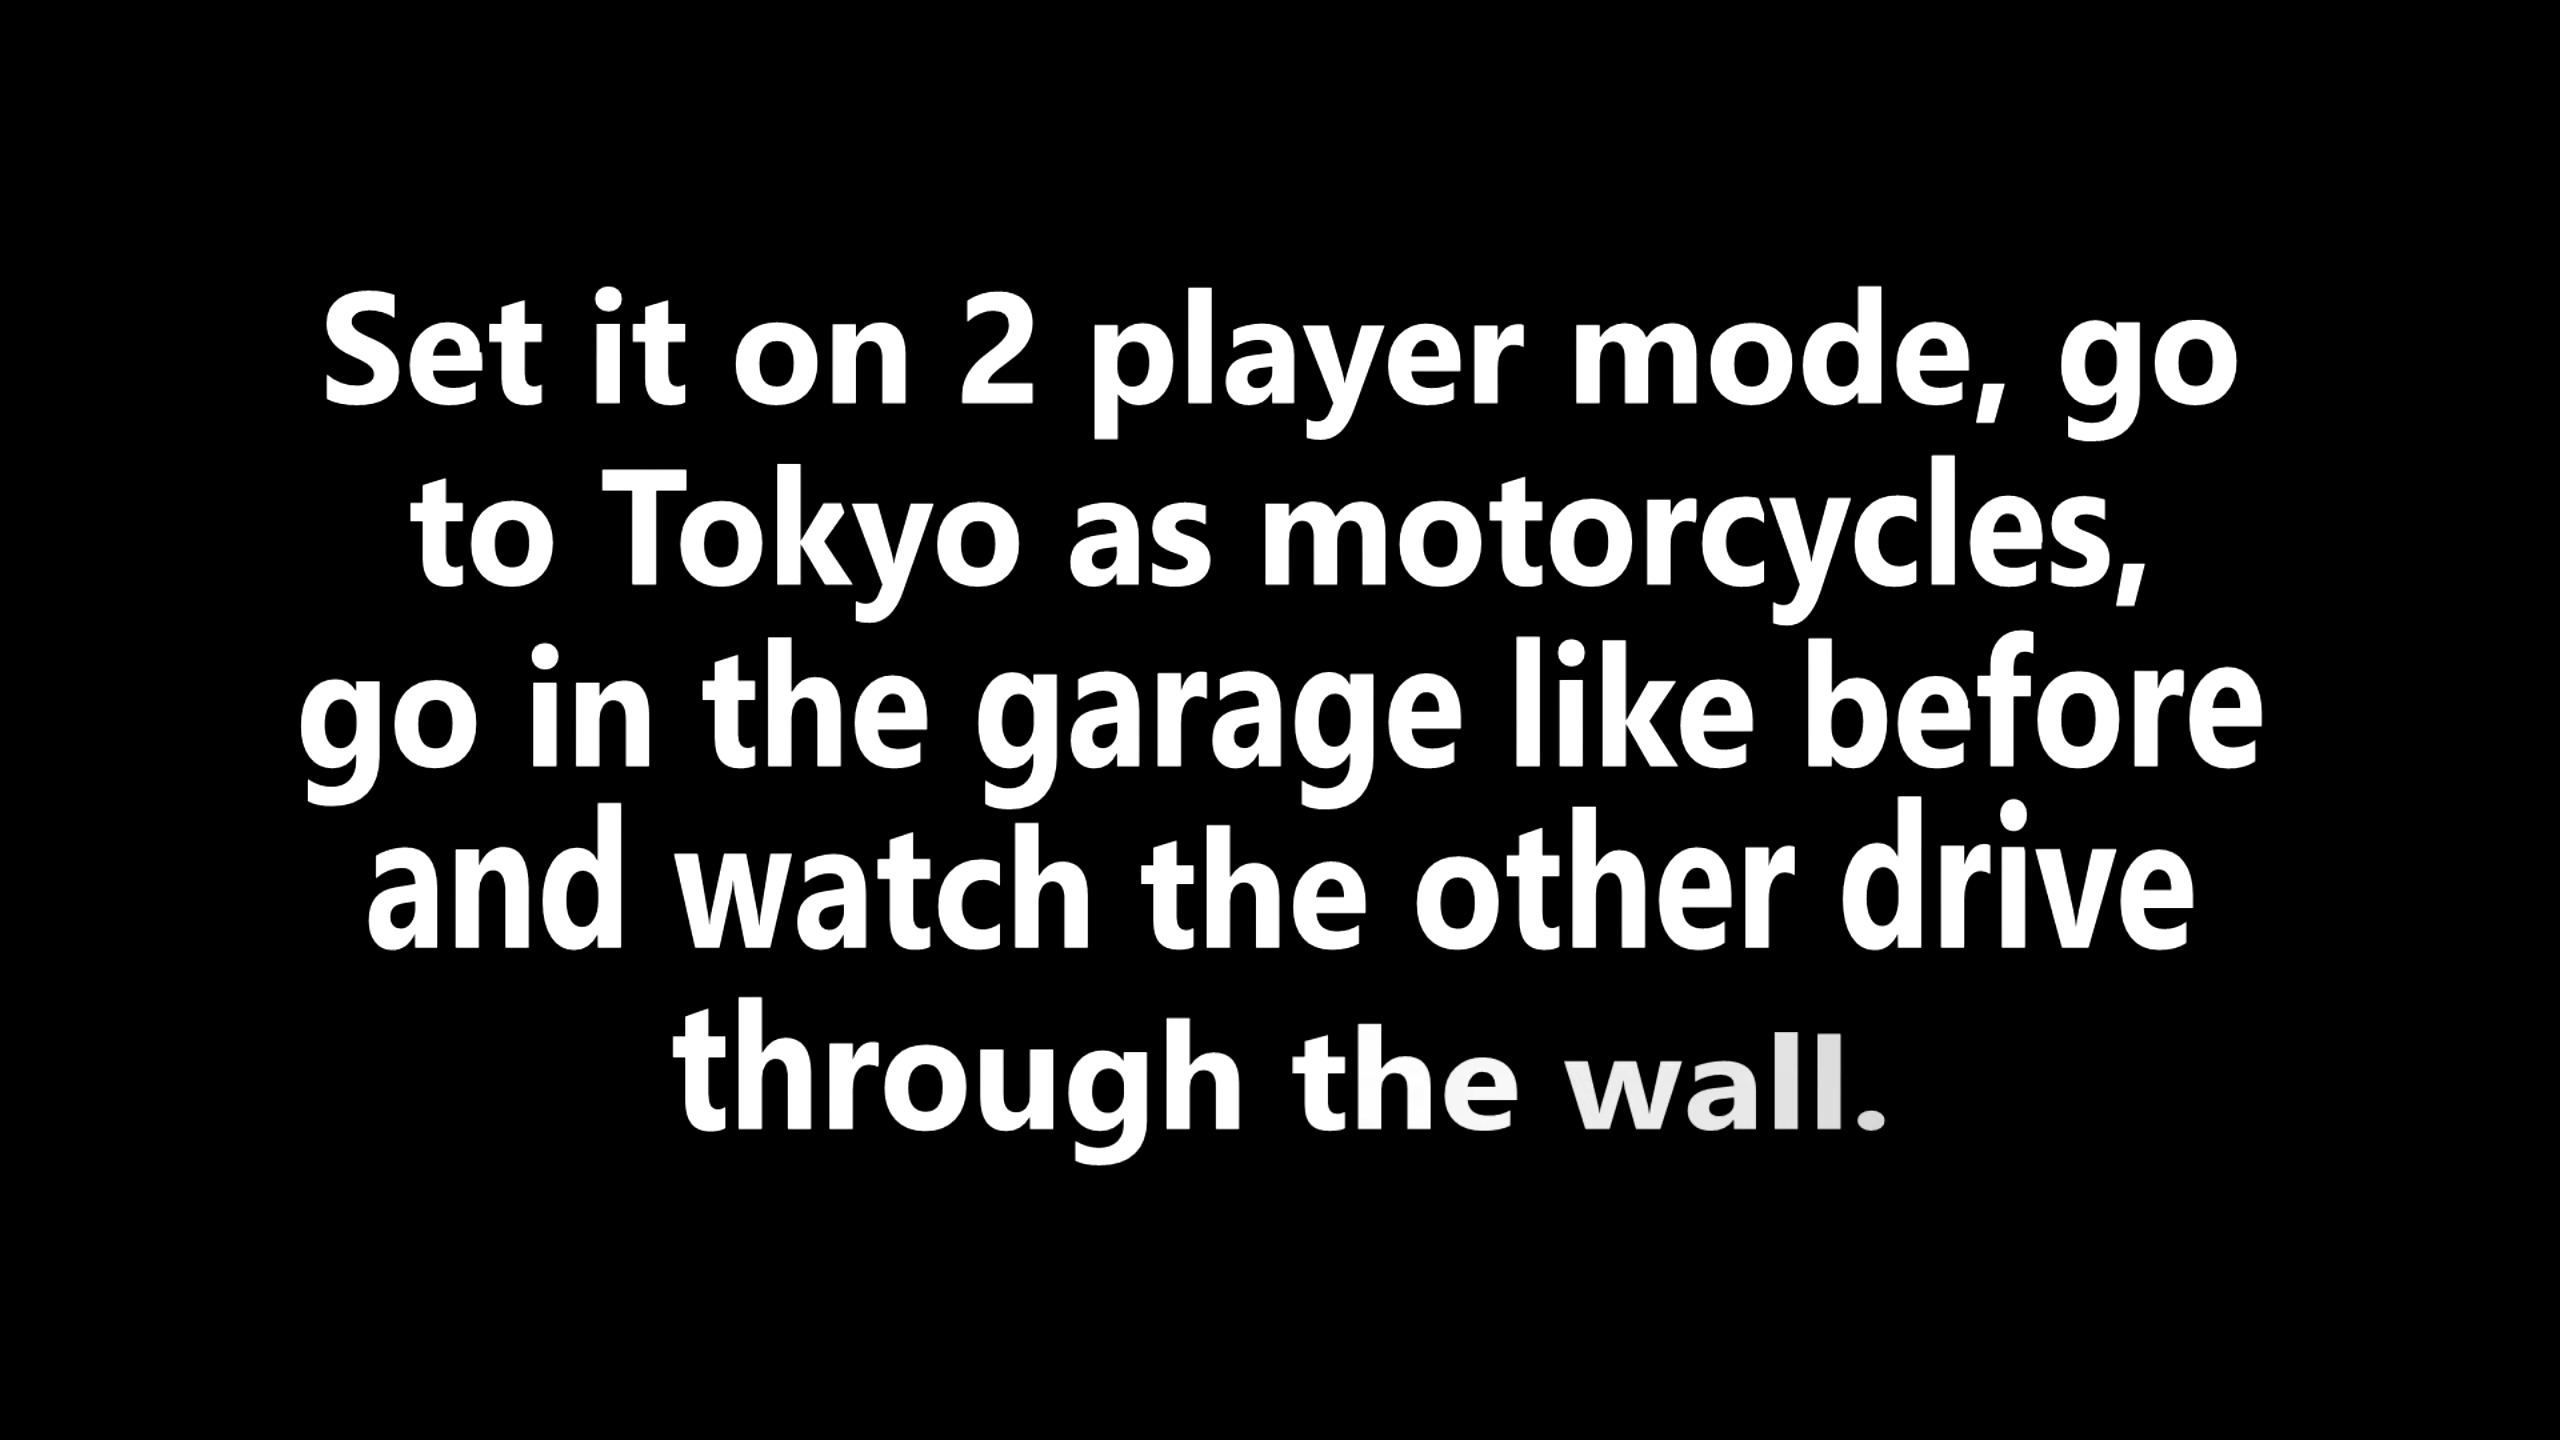 Set it on 2 player mode, go
to Tokyo as motorcycles,
go in the garage like before
and watch the other drive
through the wall.